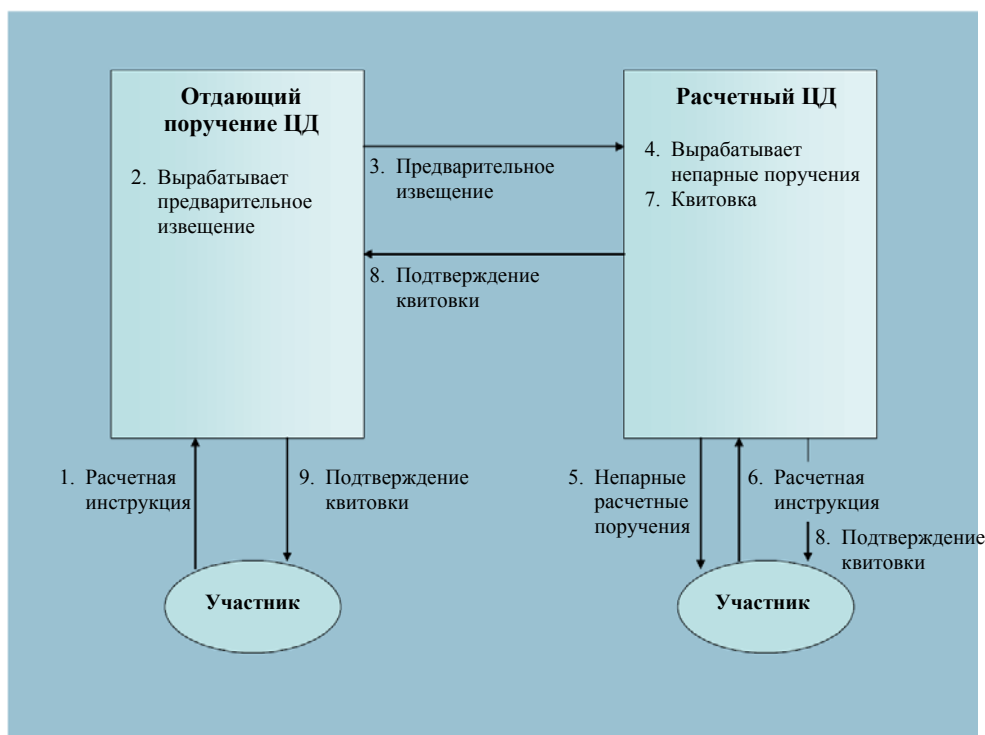 Отдающий
поручение ЦД
2. Вырабатывает
предварительное
извещение
3. Предварительное
извещение
8. Подтверждение
квитовки
Расчетный ЦД
4. Вырабатывает
непарные поручения
7. Квитовка
1. Расчетная
инструкция
9. Подтверждение
квитовки
5. Непарные
расчетные
поручения
6. Расчетная
инструкция
8. Подтверждение
квитовки
Участник
Участник